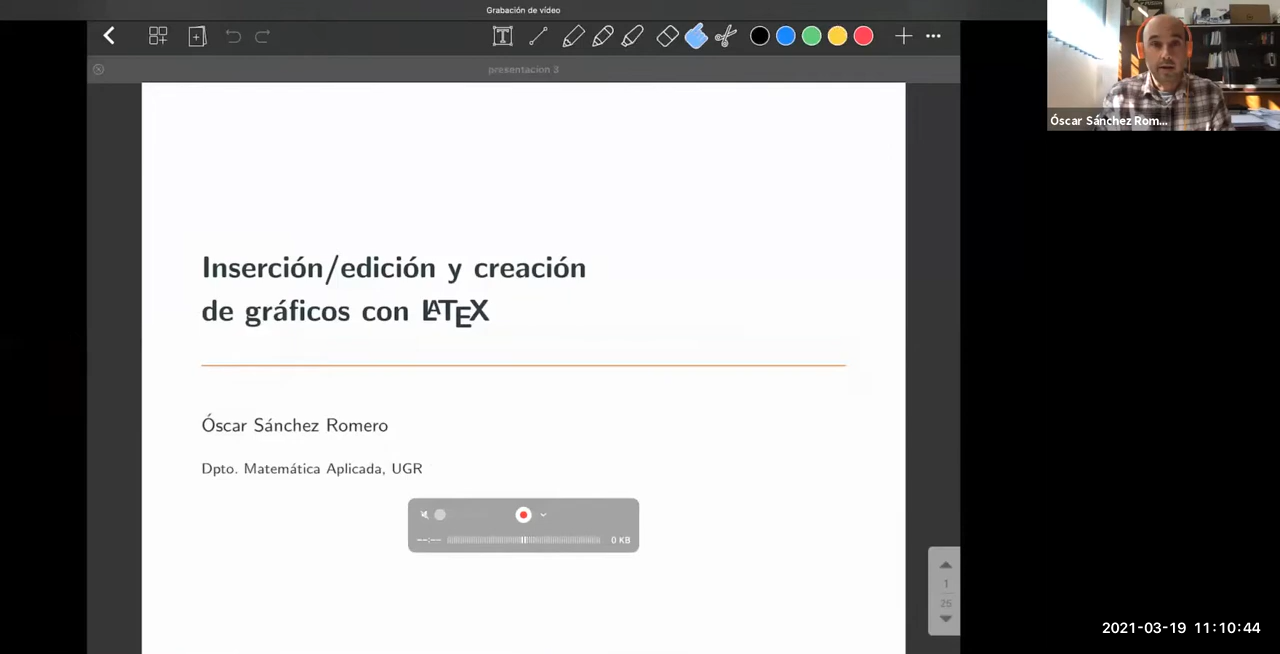 Grabación de vídeo
presentacion 3
Óscar Sánchez Rom...
Inserción/edición y creación
de gráficos con LATEX
Óscar Sánchez Romero
Dpto. Matemática Aplicada, UGR
--:--
0 KB
1
25
2021-03-19 11:10:44